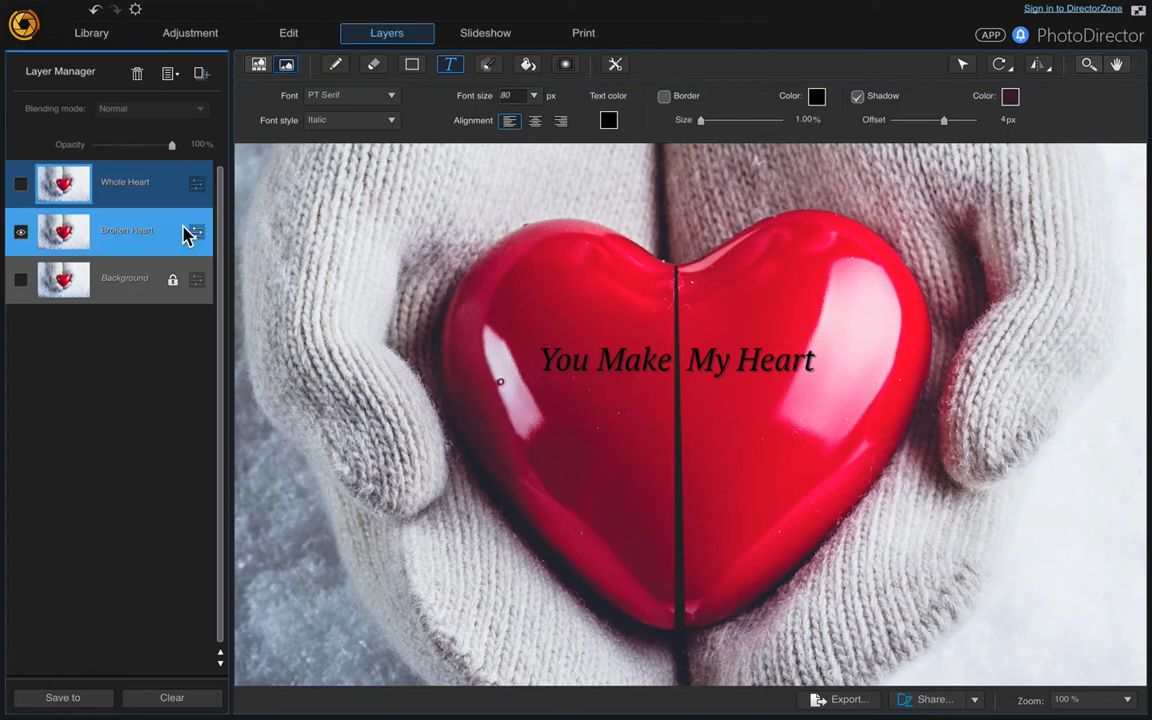 Sign in to DirectorZone
Library
Adjustment
Edit
Layers
Slideshow
Print
APP
PhotoDirector
Layer Manager
T
Blending mode: Normal
Font PT Serif
Font size 80 px
Text color
Border
Color:
Shadow
Color:
Font style Italic
Alignment
Size 1.00%
Offset 4px
Opacity 100%
Whole Heart
Broken Heart
Background
You Make My Heart
Save to
Clear
Export...
Share...
Zoom: 100 %